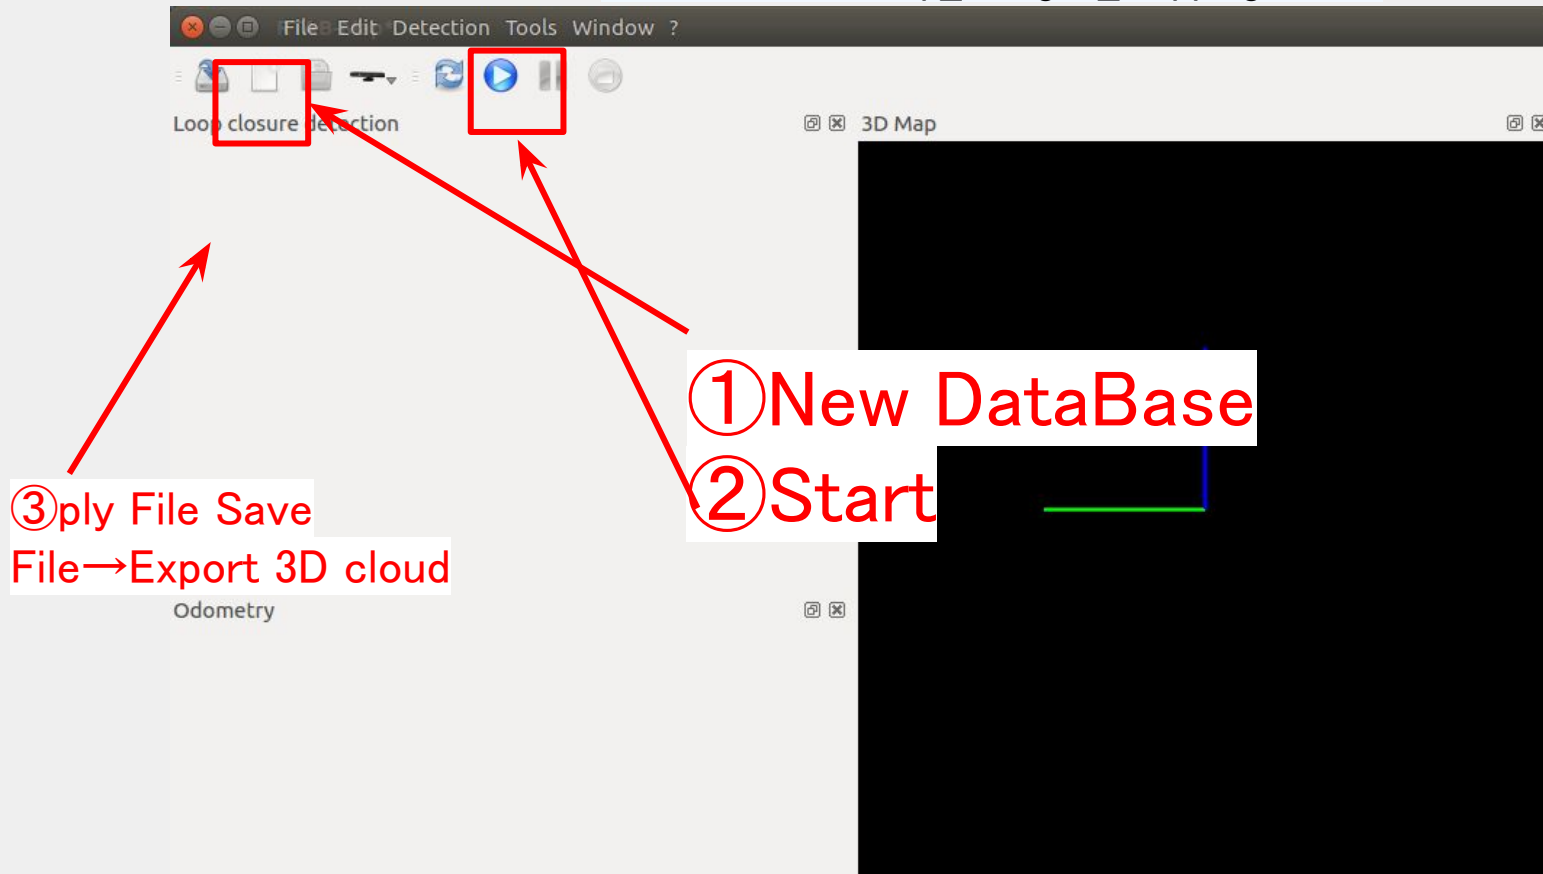 File Edit Detection Tools Window ?
Loop closure detection
3D Map
①New DataBase
②Start
③ply File Save
File→Export 3D cloud
Odometry